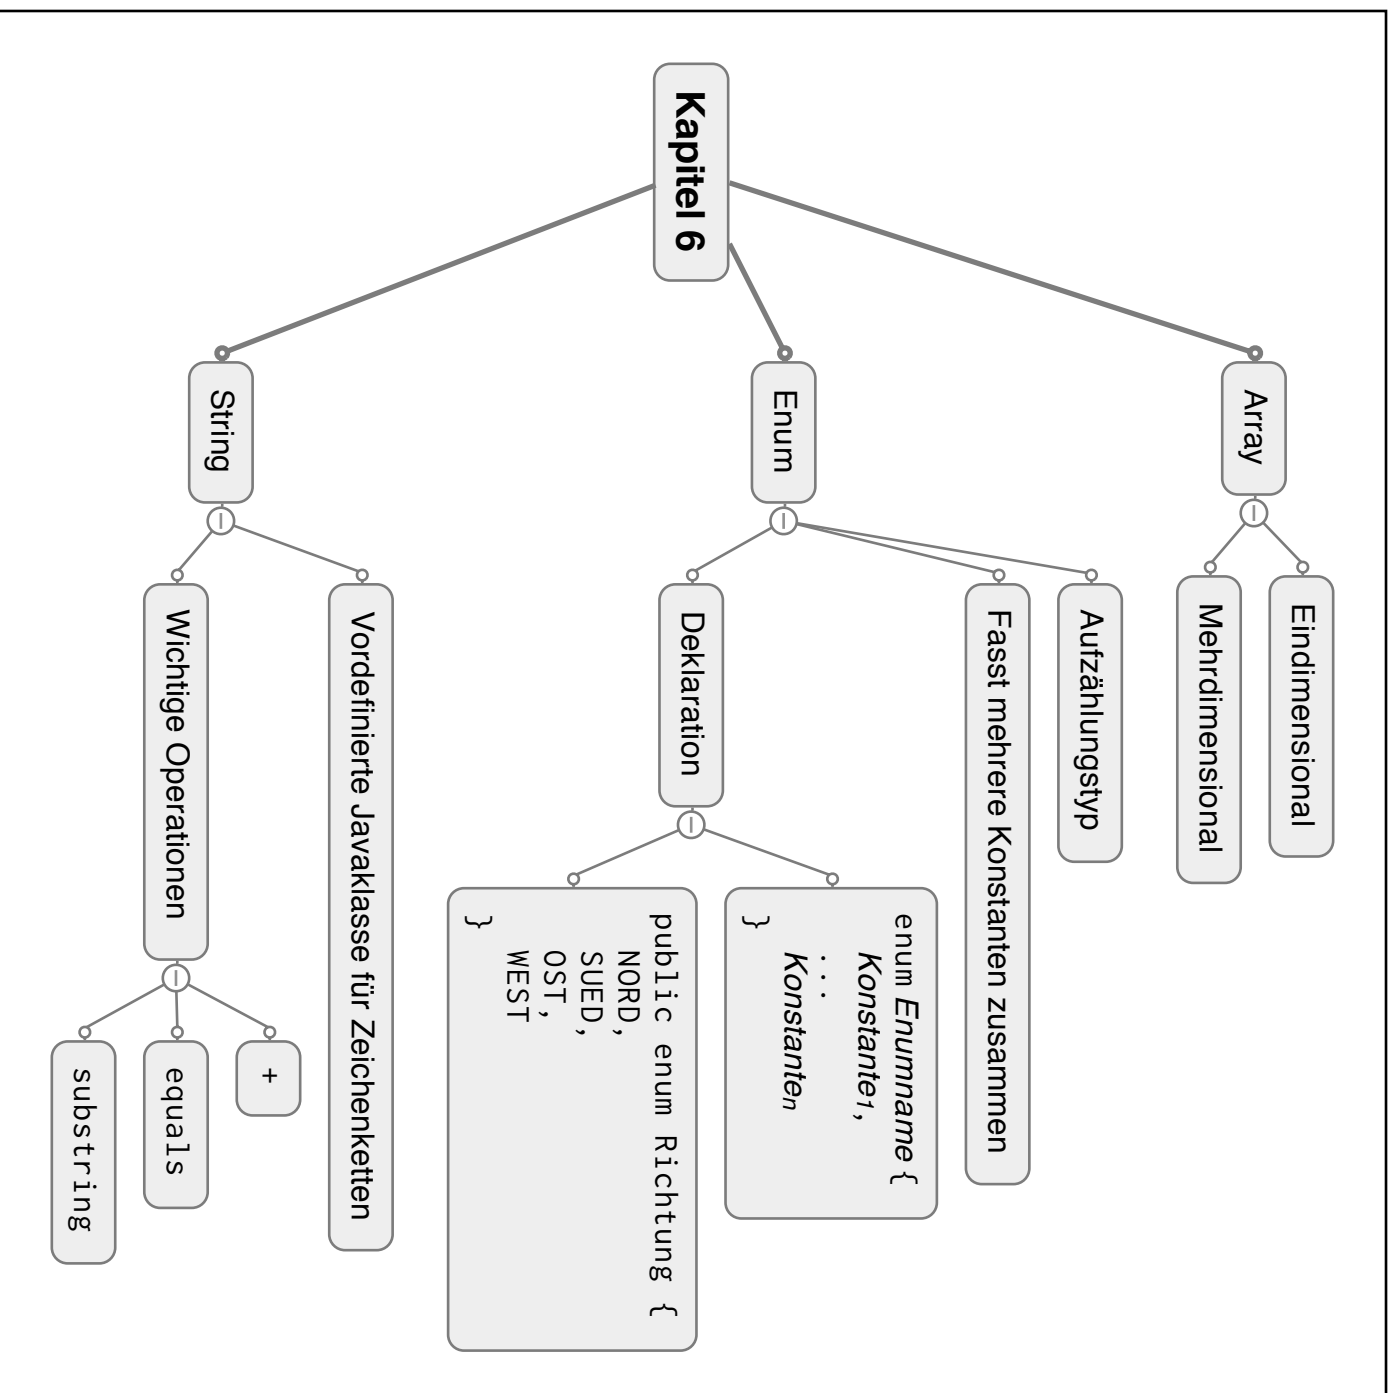 Kapitel 6
Array
Eindimensional
Mehrdimensional
Enum
Aufzählungstyp
Fasst mehrere Konstanten zusammen
Deklaration
enum Enumname {
Konstante1,
...
Konstanten
}
public enum Richtung {
NORD,
SUED,
OST,
WEST
}
String
Vordefinierte Javaklasse für Zeichenketten
Wichtige Operationen
+
equals
substring